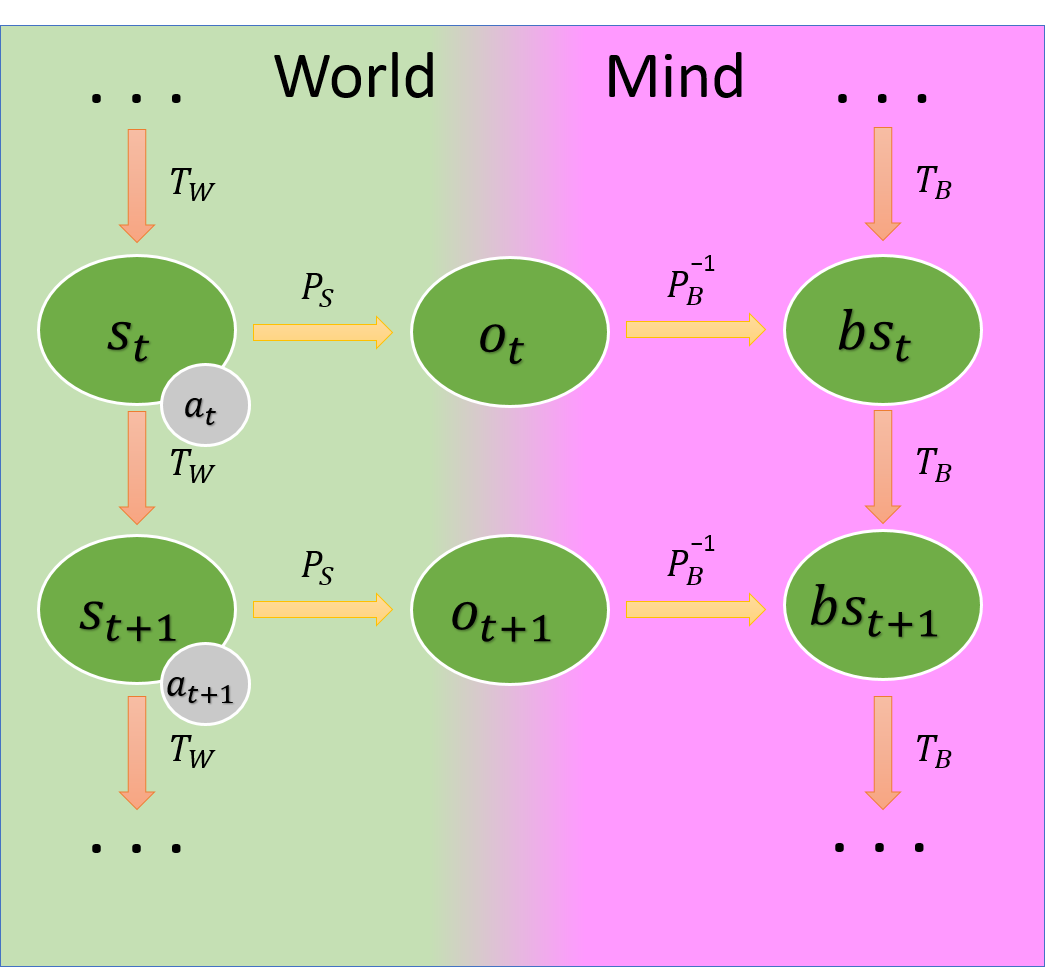 World Mind
. . . . . .
T_W T_B
P_S P_B^{-1}
s_t o_t bs_t
a_t
T_W T_B
P_S P_B^{-1}
s_{t+1} o_{t+1} bs_{t+1}
a_{t+1}
T_W T_B
. . . . . .